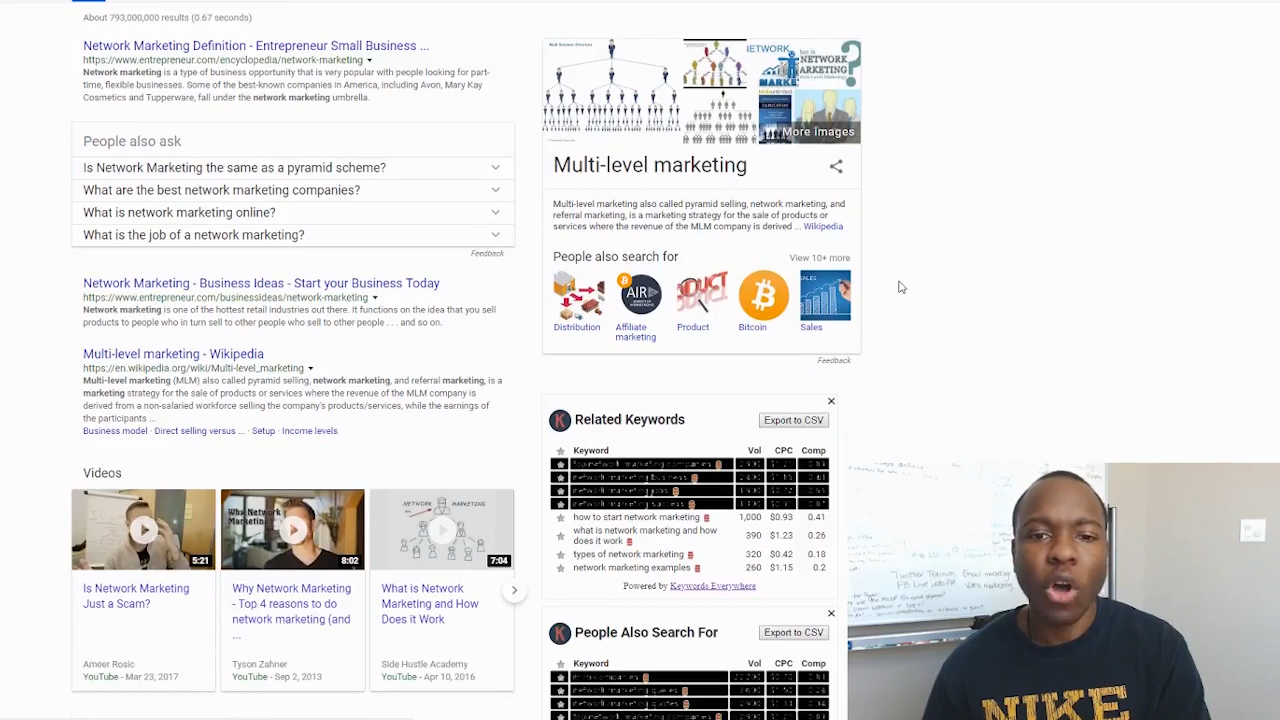 About 793,000,000 results (0.67 seconds)
Network Marketing Definition - Entrepreneur Small Business ...
https://entrepreneur.com/encyclopedia/network-marketing
Network marketing is a type of business opportunity that is very popular with people looking for part-
businesses. Some of the best-known companies in America, including Avon, Mary Kay
Cosmetics and Tupperware, fall under the network marketing umbrella.
People also ask
Is Network Marketing the same as a pyramid scheme?
What are the best network marketing companies?
What is network marketing online?
What is the job of a network marketing?
Feedback
Network Marketing - Business Ideas - Start your Business Today
https://www.entrepreneur.com/businessideas/network-marketing
Network marketing is one of the hottest retail industries out there. It functions on the idea that you sell
products to people who in turn sell to other people who sell to other people . . . and so on.
Multi-level marketing - Wikipedia
https://en.wikipedia.org/wiki/Multi-level_marketing
Multi-level marketing (MLM) also called pyramid selling, network marketing, and referral marketing, is a
marketing strategy for the sale of products or services where the revenue of the MLM company is
derived from a non-salaried workforce selling the company's products/services, while the earnings of
the participants ...
Business model · Direct selling versus ... · Setup · Income levels
Videos
5:21
8:02
7:04
Is Network Marketing
Just a Scam?
Ameer Rosic
YouTube - 23, 2017
Why Network Marketing
- Top 4 reasons to do
network marketing (and
...
Tyson Zahner
YouTube - Sep 2, 2013
What is Network
Marketing and How
Does it Work
Side Hustle Academy
YouTube - Apr 10, 2016
More images
Multi-level marketing
Multi-level marketing also called pyramid selling, network marketing, and
referral marketing, is a marketing strategy for the sale of products or
services where the revenue of the MLM company is derived ... Wikipedia
People also search for
View 10+ more
Distribution
Affiliate
marketing
Product
Bitcoin
Sales
Feedback
Related Keywords
Export to CSV
Keyword Vol CPC Comp
how to start network marketing 1,000 $0.93 0.41
what is network marketing and how
does it work 390 $1.23 0.26
types of network marketing 320 $0.42 0.18
network marketing examples 260 $1.15 0.2
Powered by Keywords Everywhere
People Also Search For
Export to CSV
Keyword Vol CPC Comp
Twitter Training
Email marketing